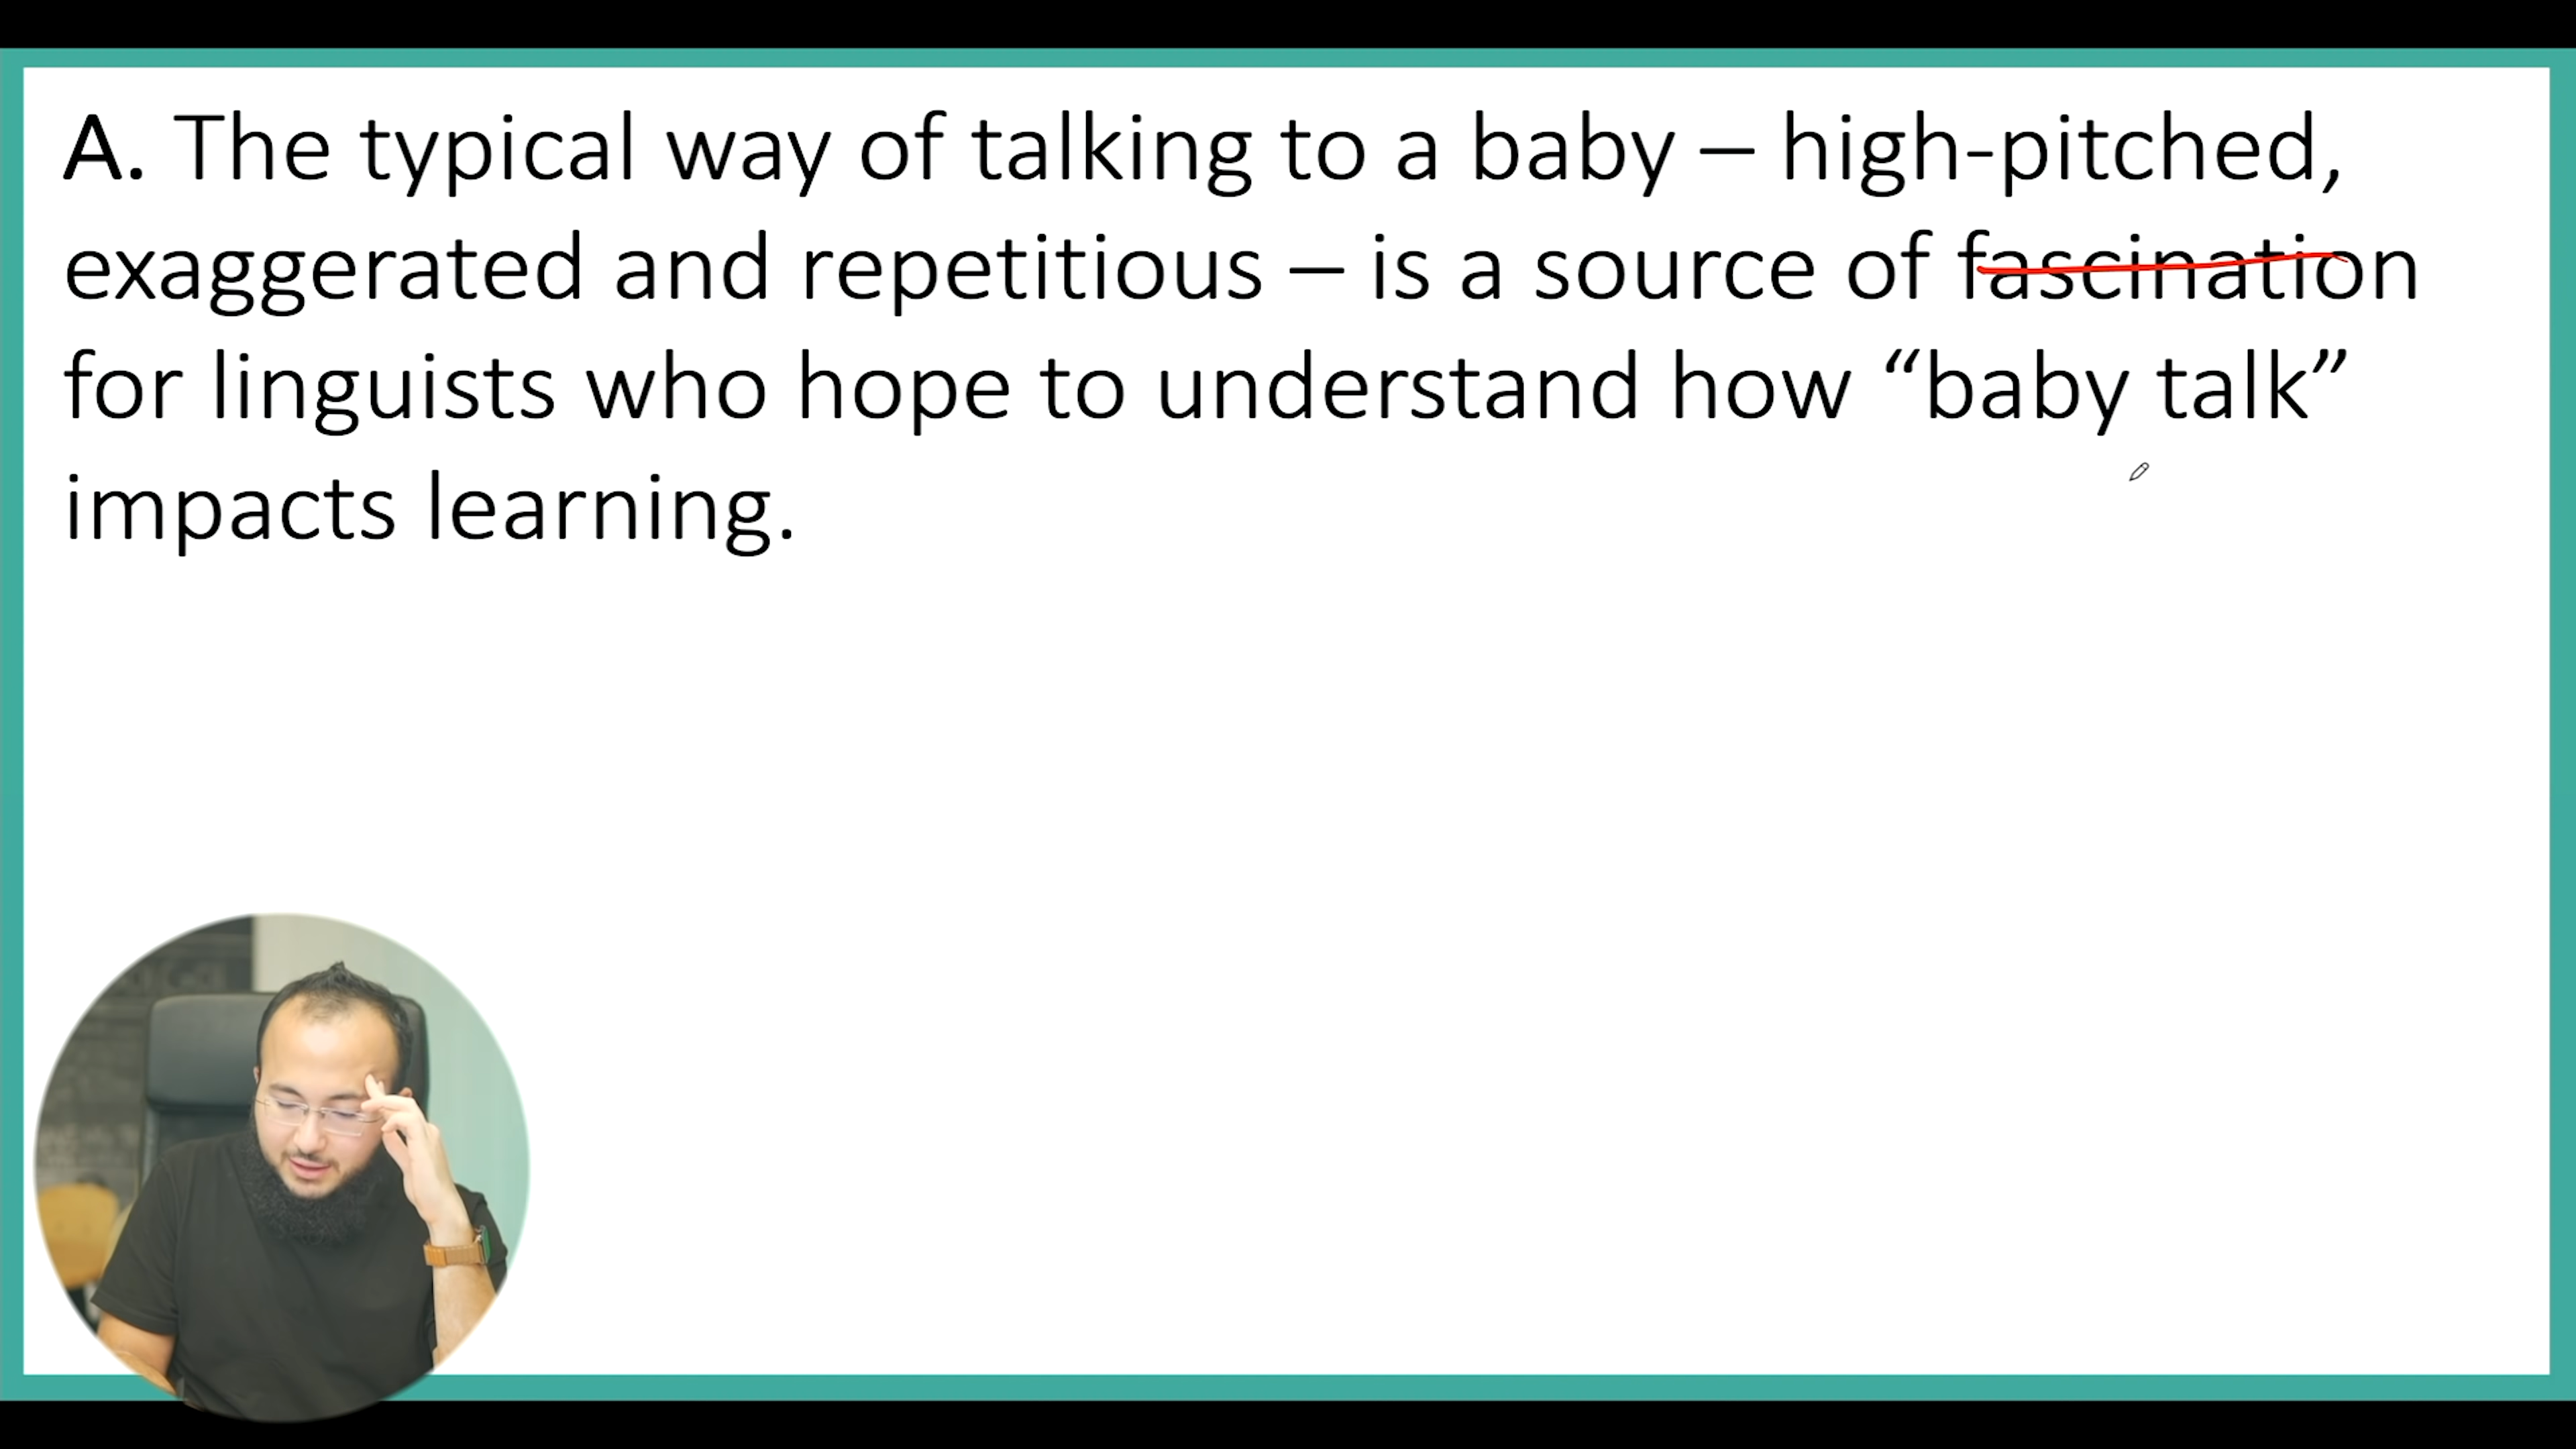 A. The typical way of talking to a baby – high-pitched,
exaggerated and repetitious – is a source of fascination
for linguists who hope to understand how “baby talk”
impacts learning.